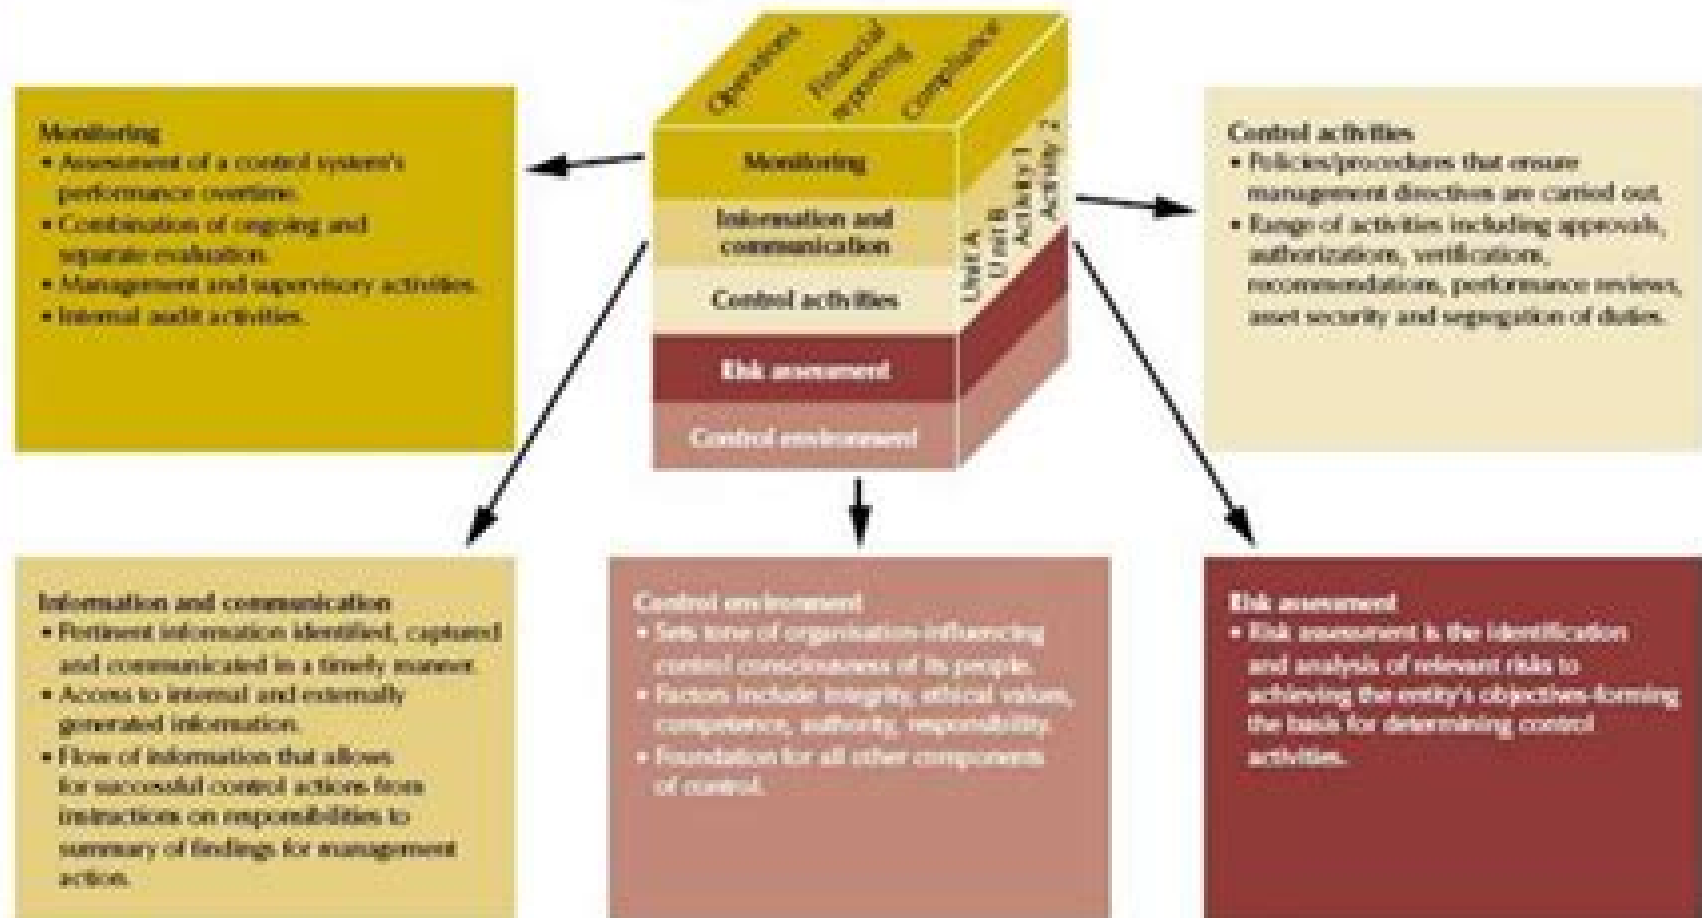 Operations
Financial
reporting
Compliance
Monitoring
Information and
communication
Control activities
Risk assessment
Control environment
Unit A
Unit B
Activity 1
Activity 2
Monitoring
• Assessment of a control system's
performance overtime.
• Combination of ongoing and
separate evaluation.
• Management and supervisory activities.
• Internal audit activities.
Control activities
• Policies/procedures that ensure
management directives are carried out.
• Range of activities including approvals,
authorizations, verifications,
recommendations, performance reviews,
asset security and segregation of duties.
Information and communication
• Pertinent information identified, captured
and communicated in a timely manner.
• Access to internal and externally
generated information.
• Flow of information that allows
for successful control actions from
instructions on responsibilities to
summary of findings for management
action.
Control environment
• Sets tone of organisation-influencing
control consciousness of its people.
• Factors include integrity, ethical values,
competence, authority, responsibility.
• Foundation for all other components
of control.
Risk assessment
• Risk assessment is the identification
and analysis of relevant risks to
achieving the entity's objectives-forming
the basis for determining control
activities.